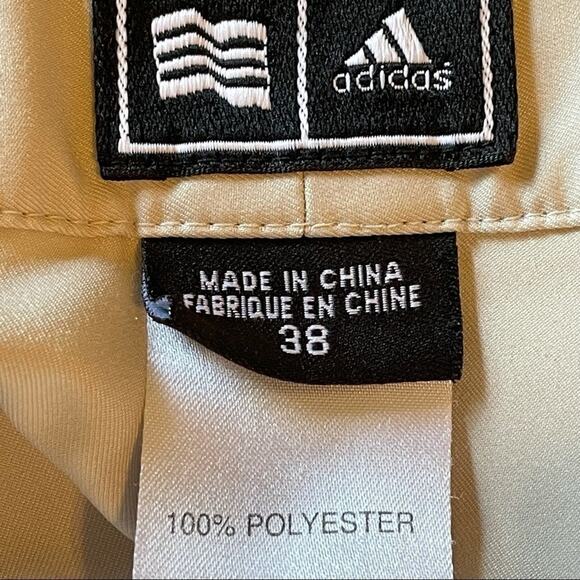 adidas
MADE IN CHINA
FABRIQUE EN CHINE
38
100% POLYESTER